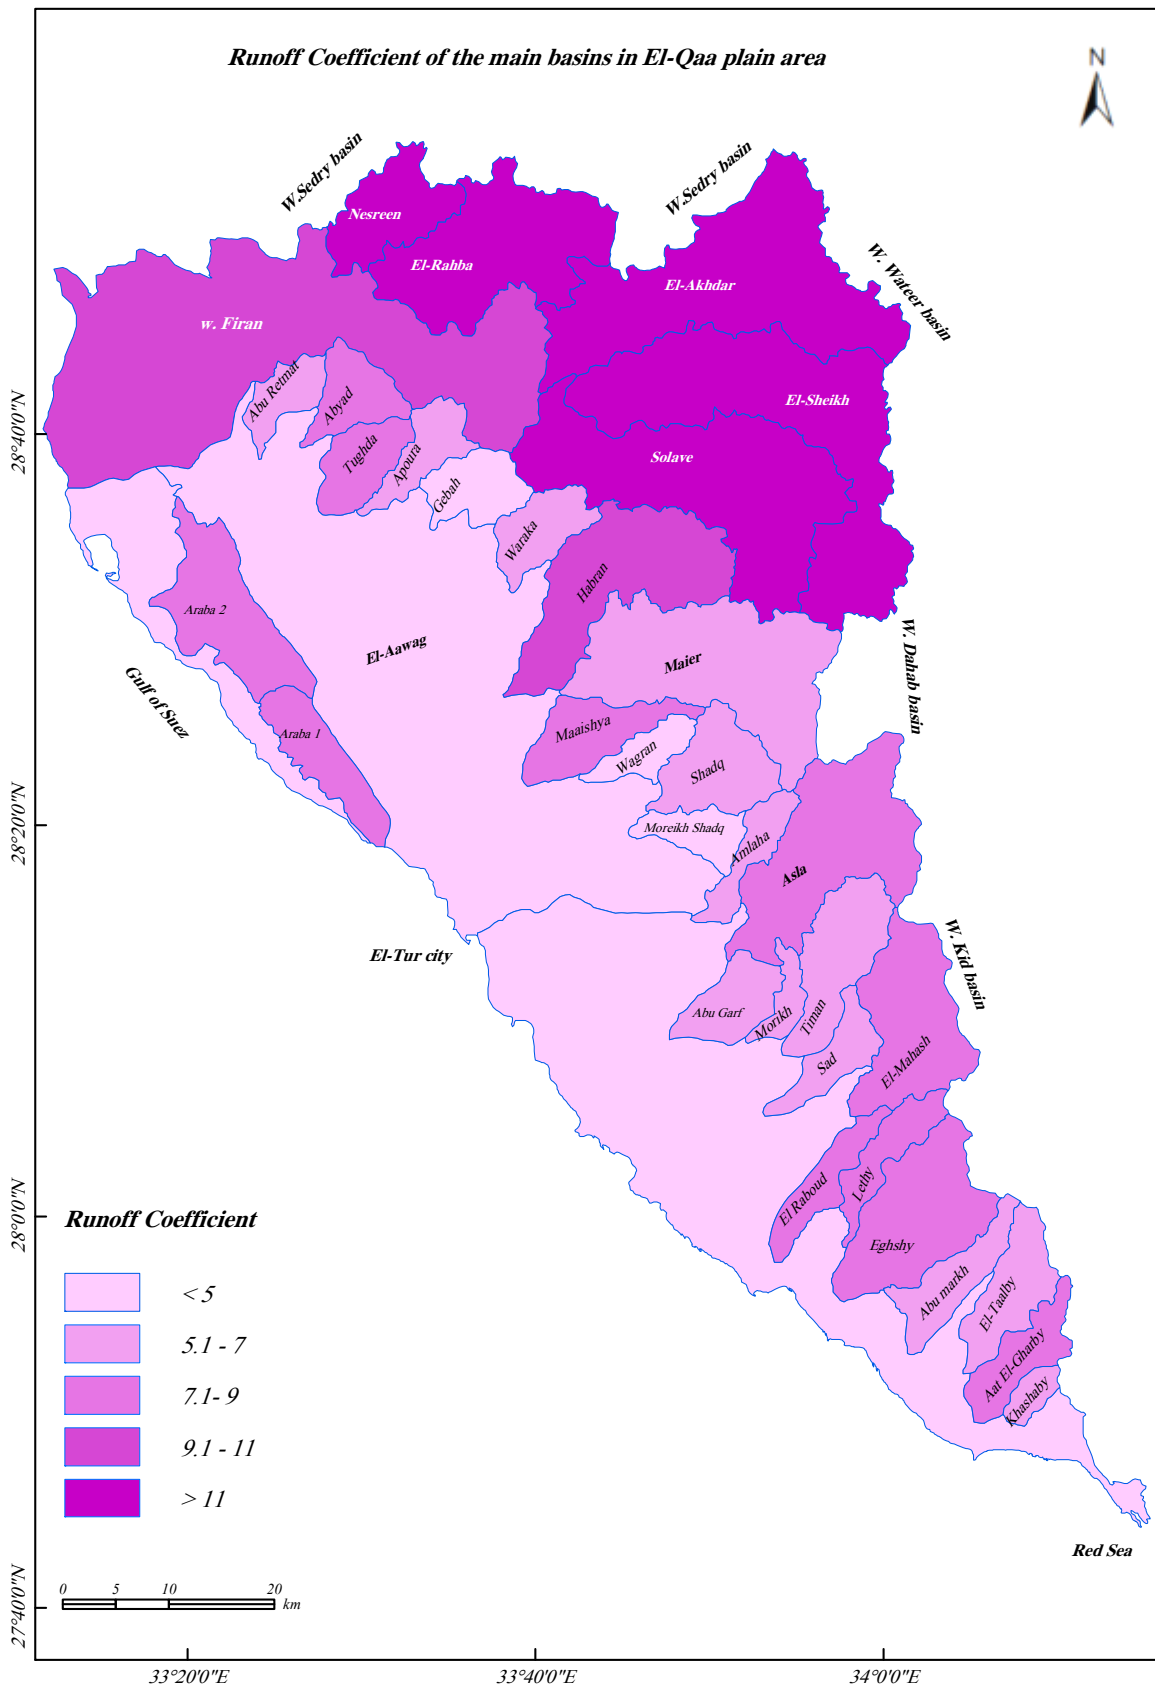 Runoff Coefficient of the main basins in El-Qaa plain area
N
W.Sedry basin
W.Sedry basin
W. Wateer basin
Nesreen
El-Rahba
El-Akhdar
w. Firan
Abu Retmat
Abyad
El-Sheikh
Tughda
Apoura
Solave
Gebah
Waraka
Habran
Araba 2
El-Aawag
Maier
W. Dahab basin
Gulf of Suez
Araba 1
Maaishya
Wagran
Shadq
Moreikh Shadq
Amlaha
Asla
El-Tur city
W. Kid basin
Abu Garf
Morikh
Timan
Sad
El-Mahash
El Raboud
Lethy
Eghshy
Abu markh
El-Taalby
Aat El-Gharby
Khashaby
Red Sea
Runoff Coefficient
< 5
5.1 - 7
7.1- 9
9.1 - 11
> 11
0 5 10 20
km
28°40'0"N
28°20'0"N
28°0'0"N
27°40'0"N
33°20'0"E 33°40'0"E 34°0'0"E